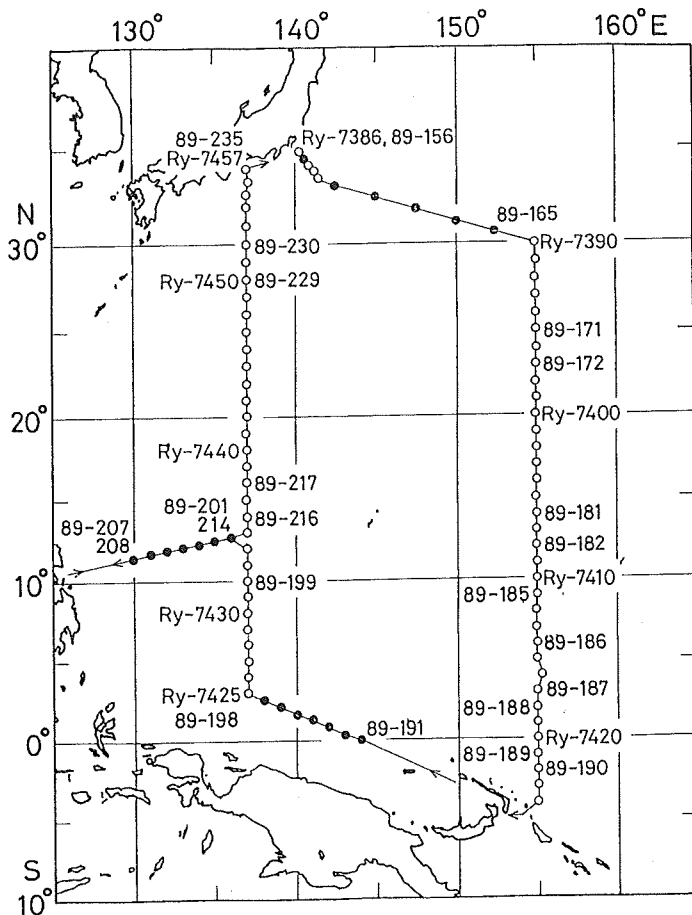 130° 140° 150° 160°E
89-235 Ry-7386, 89-156
Ry-7457
N 89-165
30° 89-230 Ry-7390
Ry-7450 89-229
89-171
89-172
20° Ry-7400
Ry-7440
89-217
89-201 89-181
89-207 214 89-216
208 89-182
10° 89-199 Ry-7410
89-185
Ry-7430
89-186
Ry-7425 89-187
89-198 89-191 89-188
0° Ry-7420
89-189 89-190
S
10°